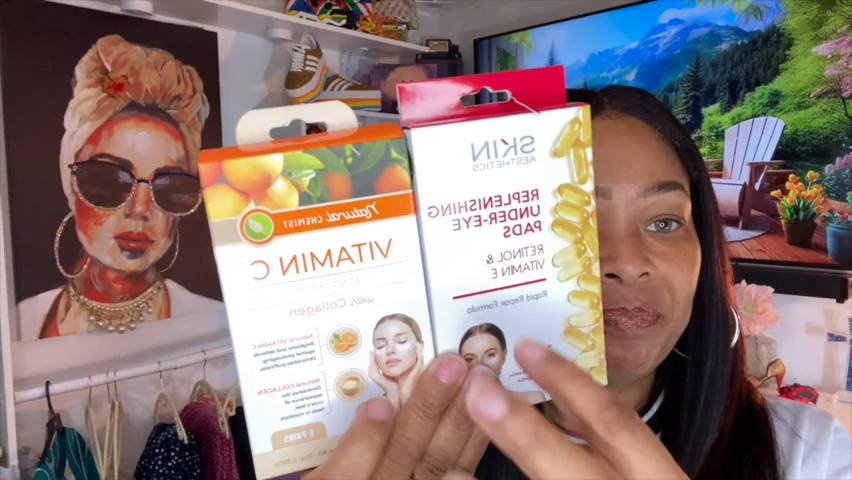 Natural CHEMIST
VITAMIN C
with Collagen
Natural VITAMIN C
Natural COLLAGEN
5 PAIRS
SKIN
AESTHETICS
REPLENISHING
UNDER-EYE
PADS
RETINOL &
VITAMIN E
Rapid Repair Formula